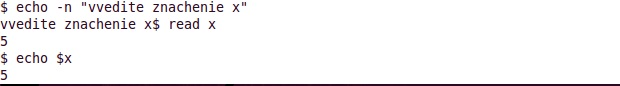 $ echo -n "vvedite znachenie x"
vvedite znachenie x$ read x
5
$ echo $x
5